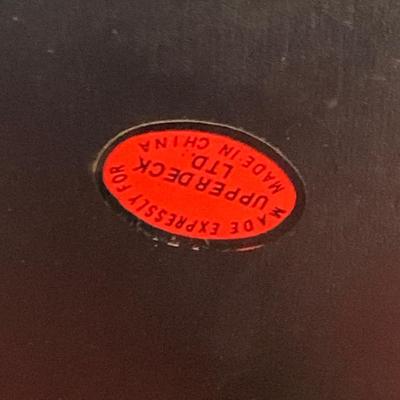 MADE EXPRESSLY FOR
UPPERDECK
LTD.
MADE IN CHINA